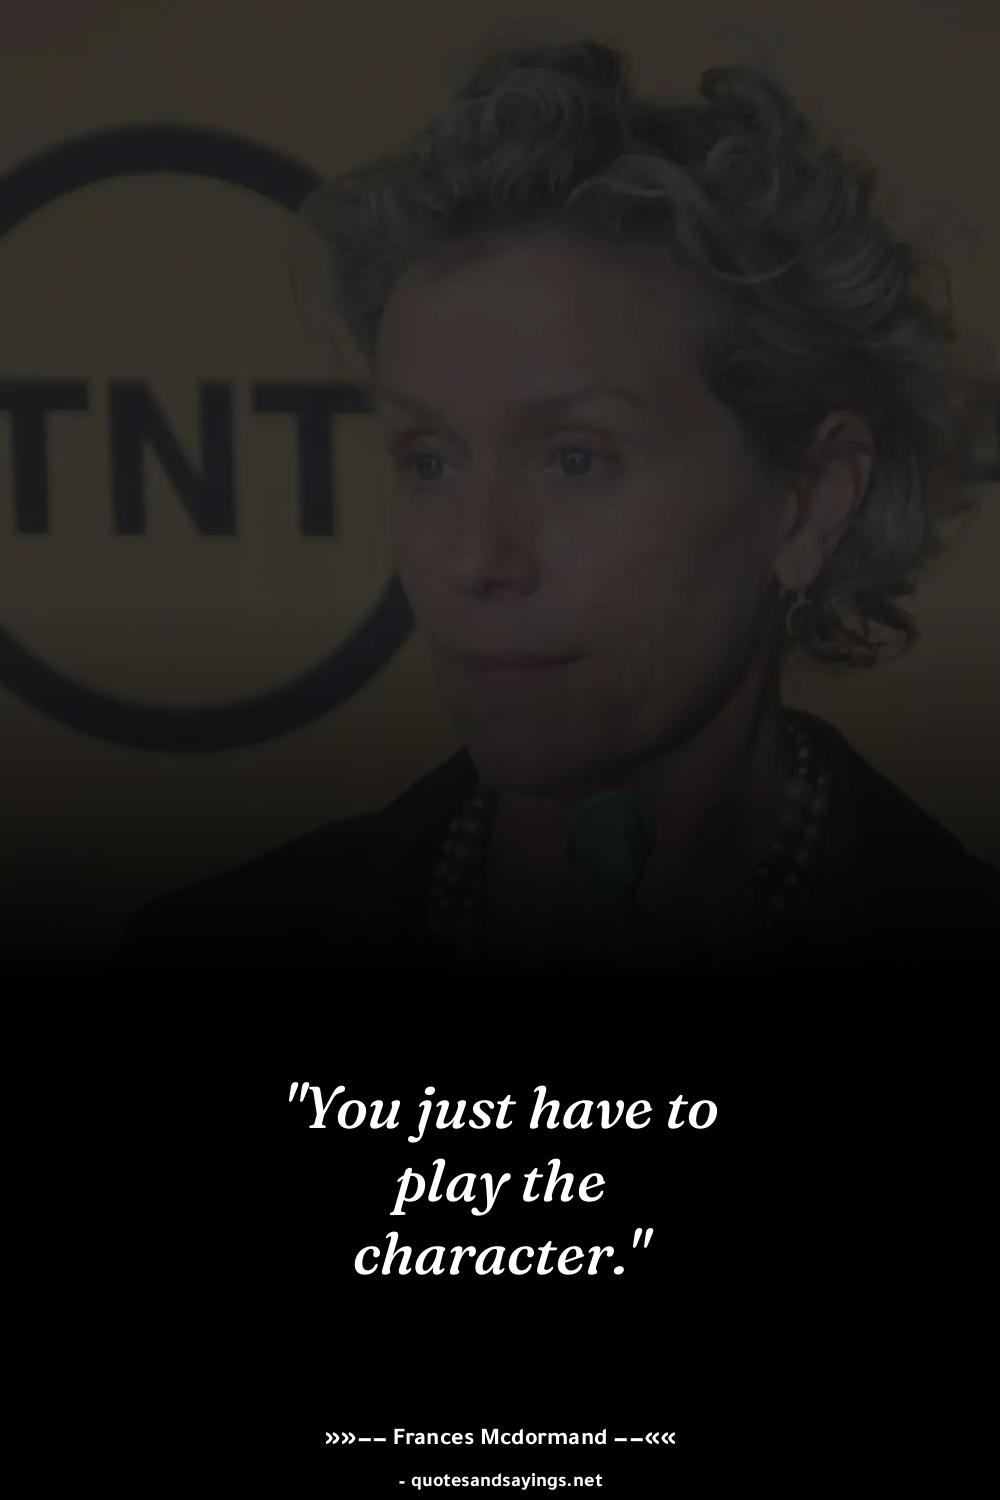 TNT
"You just have to
play the
character."
»»–– Frances Mcdormand ––««
- quotesandsayings.net